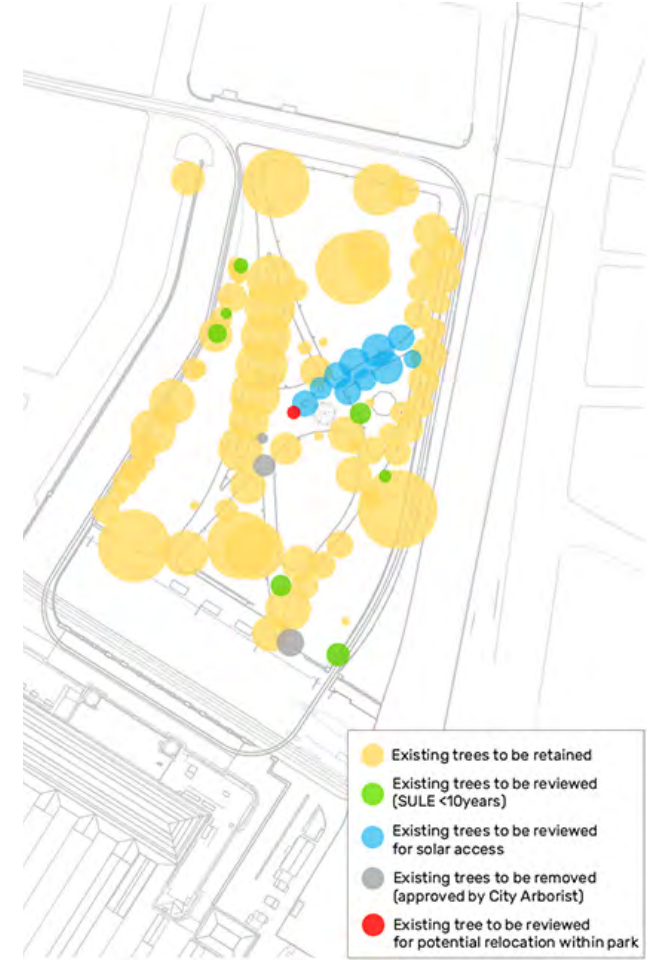 Existing trees to be retained
Existing trees to be reviewed
(SULE <10years)
Existing trees to be reviewed
for solar access
Existing trees to be removed
(approved by City Arborist)
Existing tree to be reviewed
for potential relocation within park